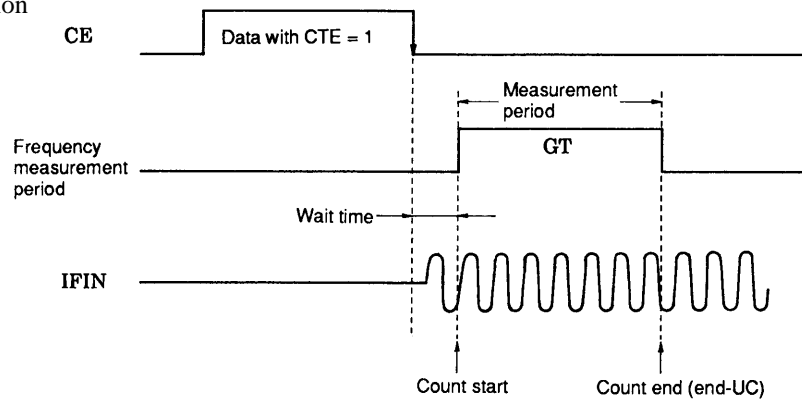 on
CE
Data with CTE = 1
Measurement
period
GT
Frequency
measurement
period
Wait time
IFIN
Count start
Count end (end-UC)